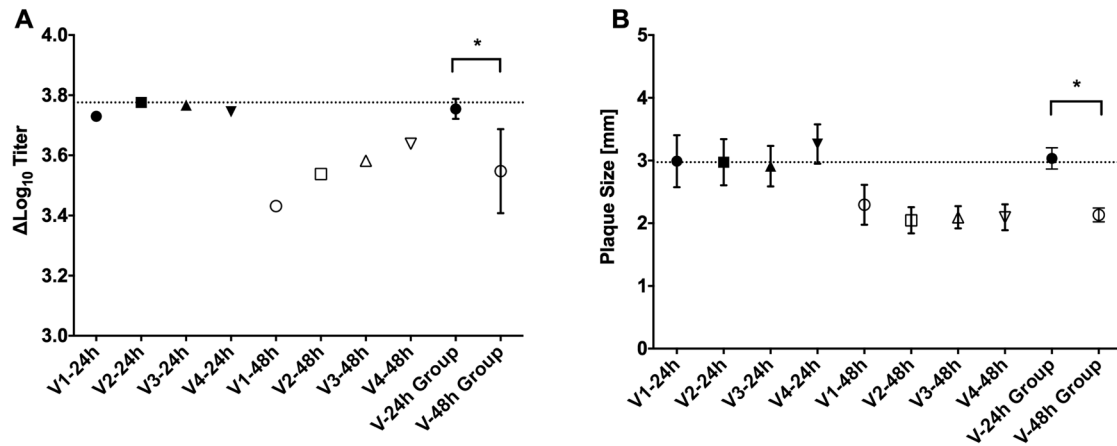 A
ΔLog10 Titer
4.0
3.8
3.6
3.4
3.2
3.0
*
V1-24h
V2-24h
V3-24h
V4-24h
V1-48h
V2-48h
V3-48h
V4-48h
V-24h Group
V-48h Group
B
Plaque Size [mm]
5
4
3
2
1
0
*
V1-24h
V2-24h
V3-24h
V4-24h
V1-48h
V2-48h
V3-48h
V4-48h
V-24h Group
V-48h Group